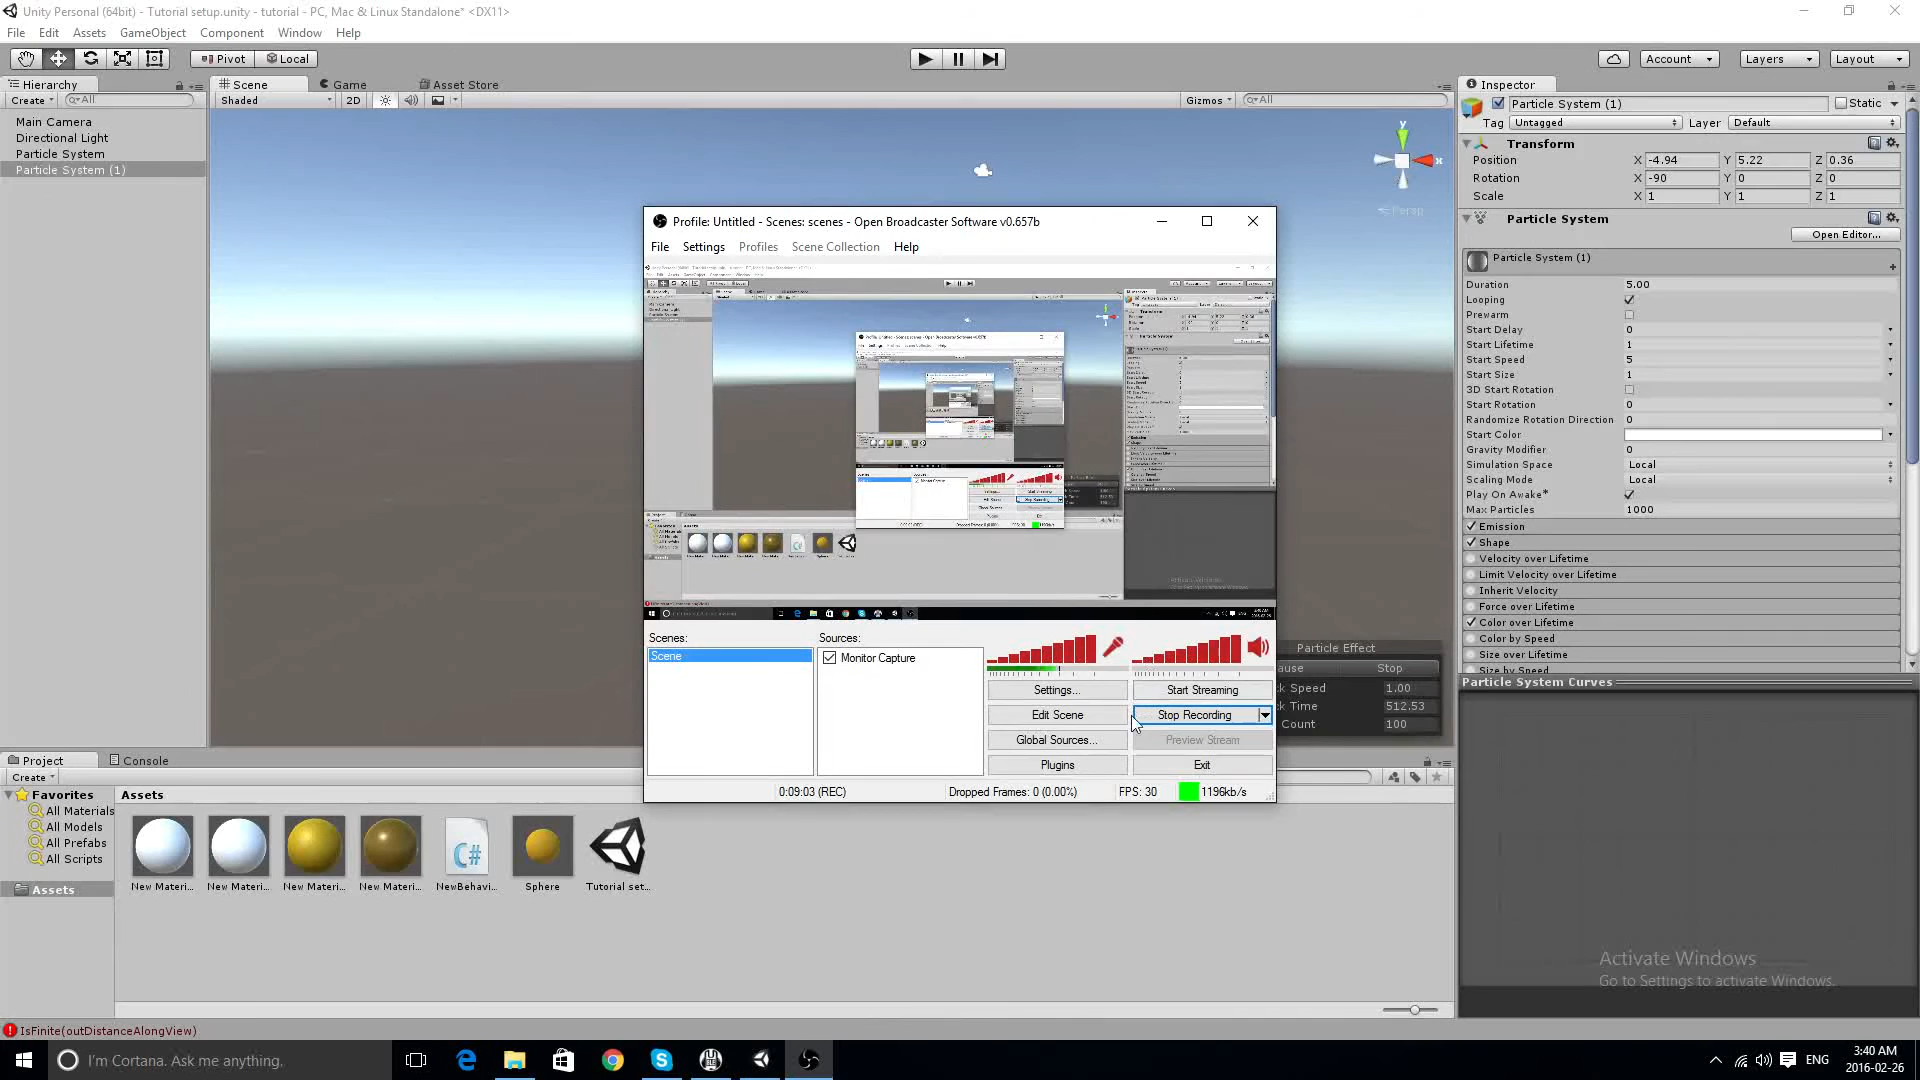 Unity Personal (64bit) - Tutorial setup.unity - tutorial - PC, Mac & Linux Standalone* <DX11>
File Edit Assets GameObject Component Window Help
Pivot Local
Account Layers Layout
Hierarchy
Create All
Main Camera
Directional Light
Particle System
Particle System (1)
Scene Game Asset Store
Shaded 2D Gizmos All
y
x
Persp
Inspector
Particle System (1) Static
Tag Untagged Layer Default
Transform
Position X -4.94 Y 5.22 Z 0.36
Rotation X -90 Y 0 Z 0
Scale X 1 Y 1 Z 1
Particle System
Open Editor...
Particle System (1)
Duration 5.00
Looping
Prewarm
Start Delay 0
Start Lifetime 1
Start Speed 5
Start Size 1
3D Start Rotation
Start Rotation 0
Randomize Rotation Direction 0
Start Color
Gravity Modifier 0
Simulation Space Local
Scaling Mode Local
Play On Awake*
Max Particles 1000
Emission
Shape
Velocity over Lifetime
Limit Velocity over Lifetime
Inherit Velocity
Force over Lifetime
Color over Lifetime
Color by Speed
Size over Lifetime
Size by Speed
Particle System Curves
Profile: Untitled - Scenes: scenes - Open Broadcaster Software v0.657b
File Settings Profiles Scene Collection Help
Scenes:
Scene
Sources:
Monitor Capture
Settings... Start Streaming
Edit Scene Stop Recording
Global Sources... Preview Stream
Plugins Exit
0:09:03 (REC) Dropped Frames: 0 (0.00%) FPS: 30 1196kb/s
Particle Effect
ause Stop
ck Speed 1.00
ck Time 512.53
Count 100
Project Console
Create
Favorites
All Materials
All Models
All Prefabs
All Scripts
Assets
Assets
New Materi... New Materi... New Materi... New Materi... NewBehavi... Sphere Tutorial set...
Activate Windows
Go to Settings to activate Windows.
IsFinite(outDistanceAlongView)
I'm Cortana. Ask me anything.
ENG
3:40 AM
2016-02-26